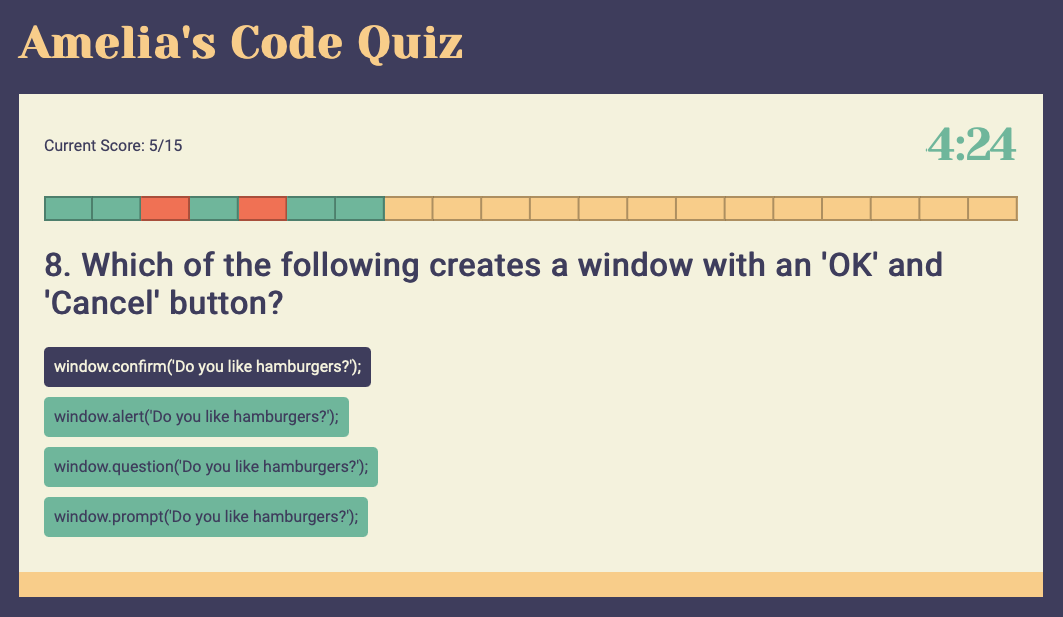 Amelia's Code Quiz
Current Score: 5/15
4:24
8. Which of the following creates a window with an 'OK' and
'Cancel' button?
window.confirm('Do you like hamburgers?');
window.alert('Do you like hamburgers?');
window.question('Do you like hamburgers?');
window.prompt('Do you like hamburgers?');